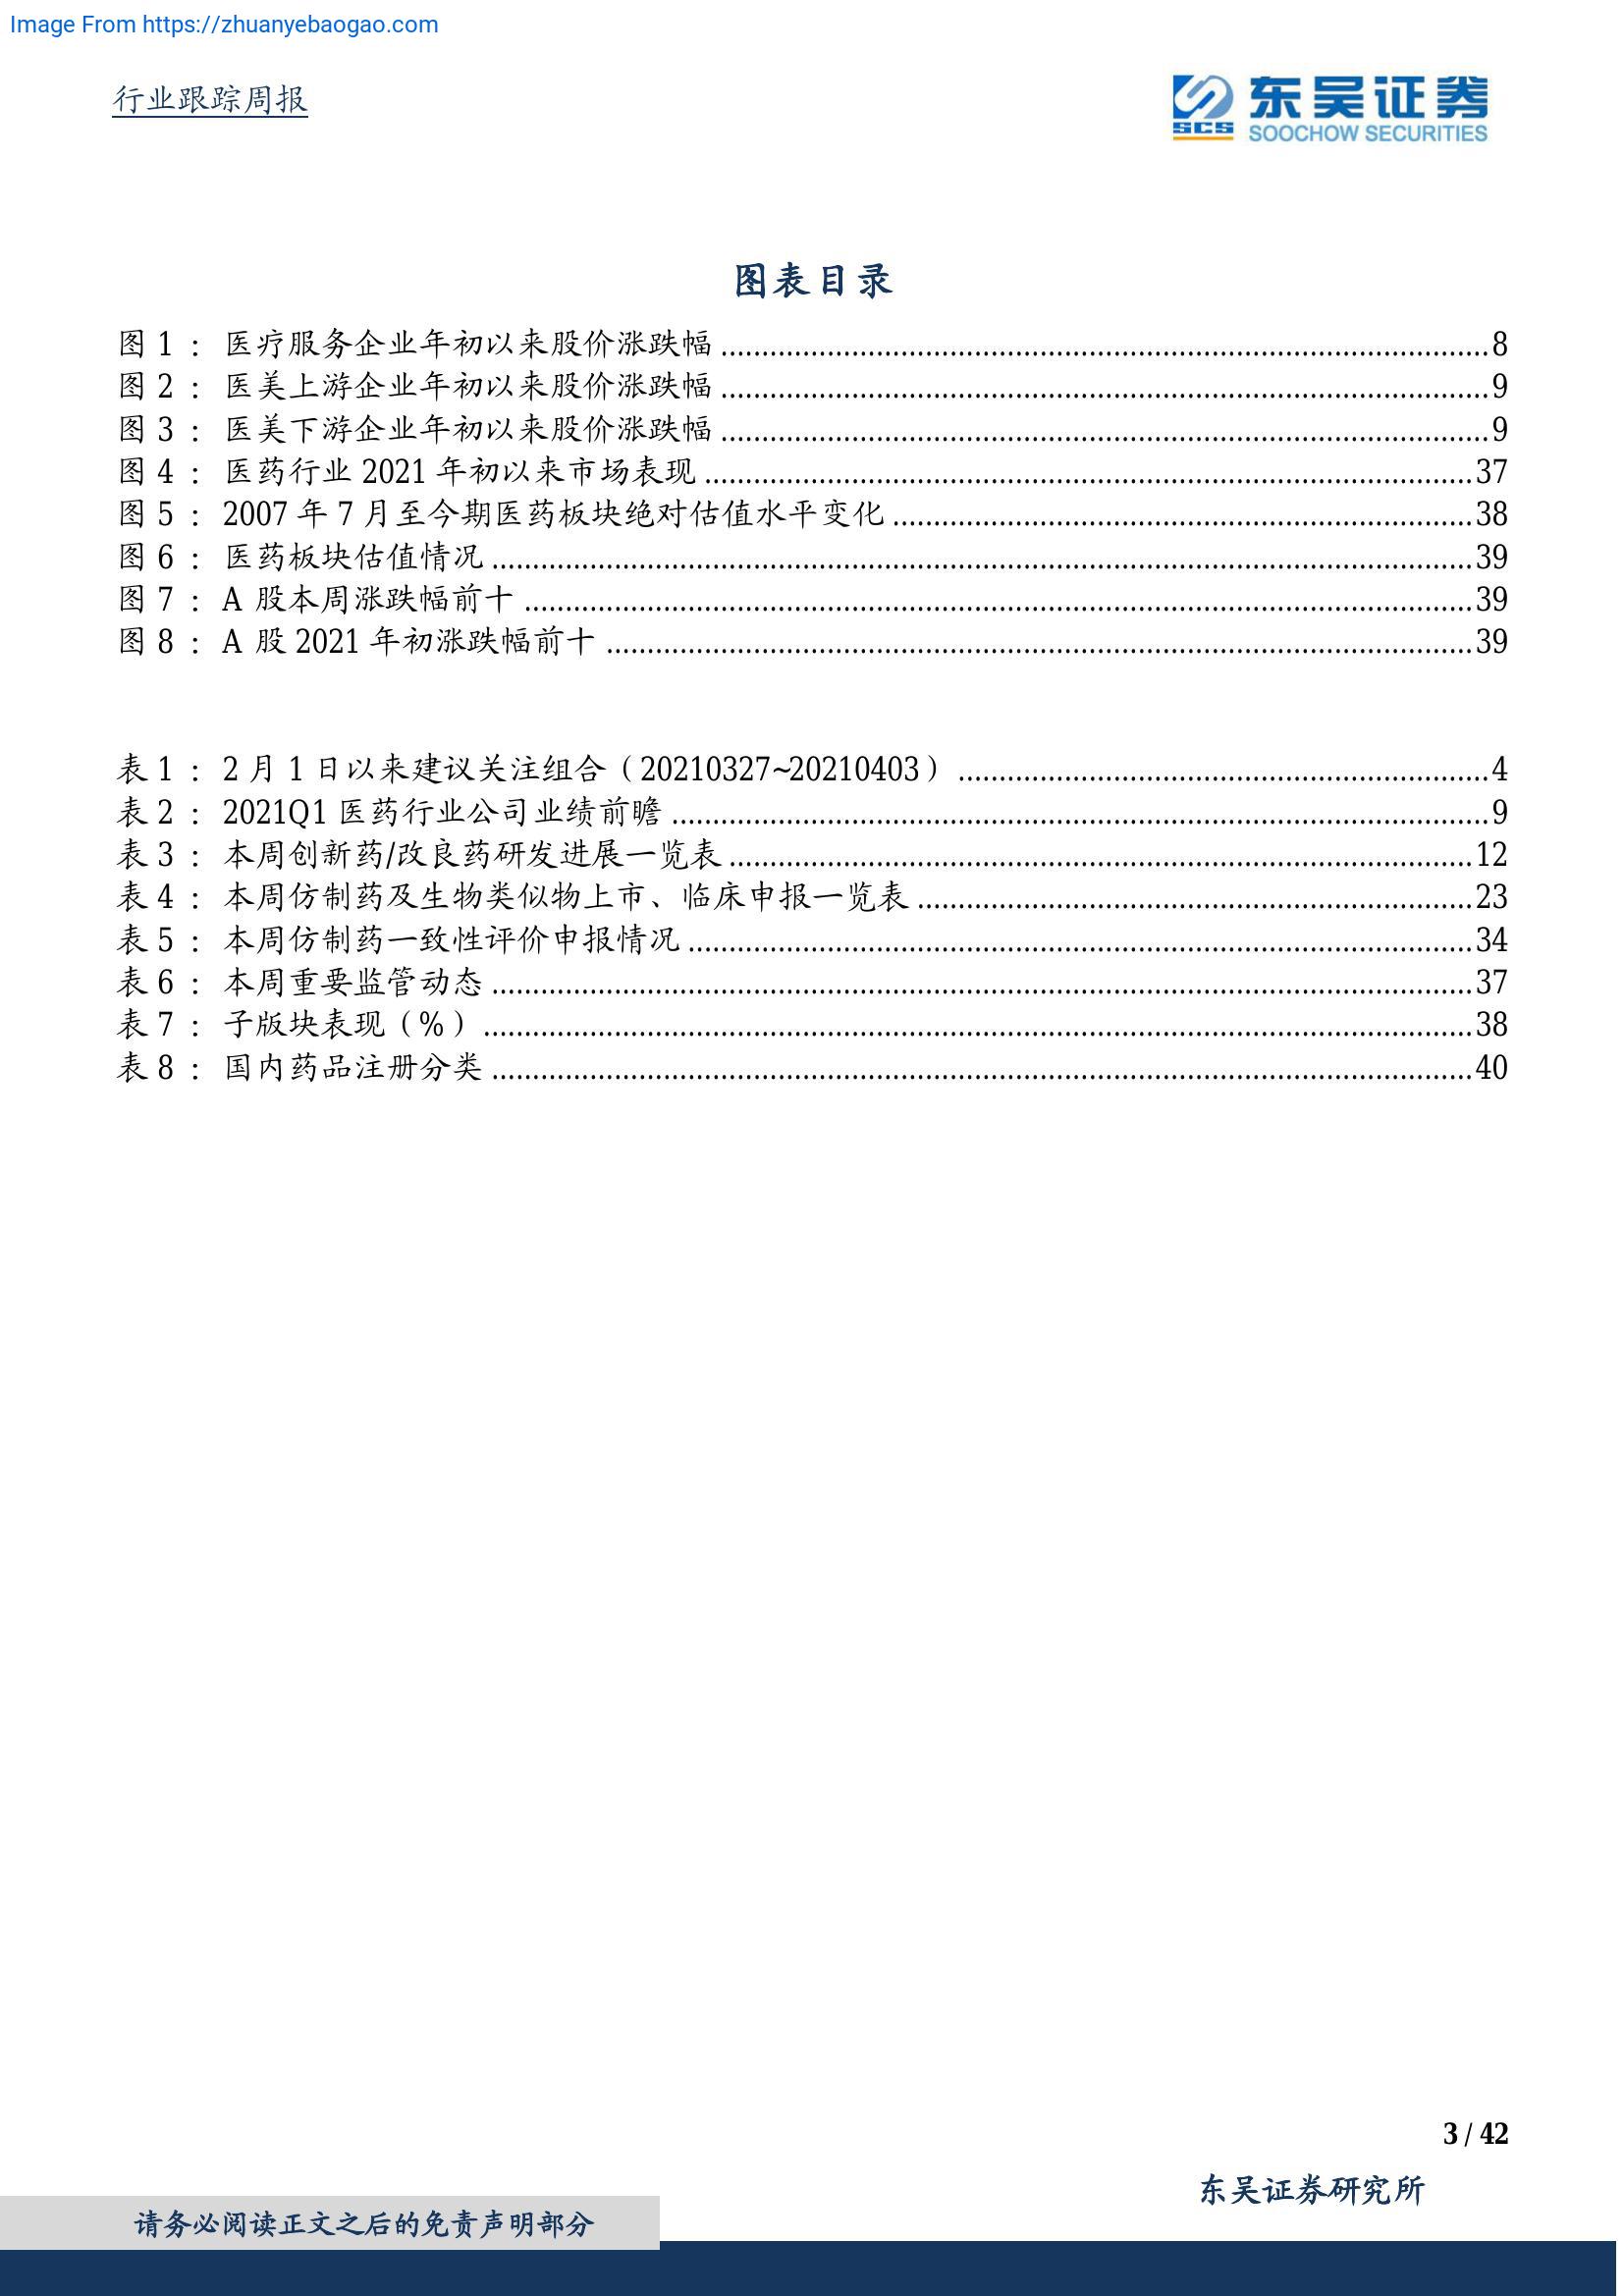 Image From https://zhuanyebaogao.com
行业跟踪周报
东吴证券
SCS
SOOCHOW SECURITIES
图表目录
图 1 : 医疗服务企业年初以来股价涨跌幅 ........ 8
图 2 : 医美上游企业年初以来股价涨跌幅 ........ 9
图 3 : 医美下游企业年初以来股价涨跌幅 ........ 9
图 4 : 医药行业 2021 年初以来市场表现 ........ 37
图 5 : 2007 年 7 月至今期医药板块绝对估值水平变化 ........ 38
图 6 : 医药板块估值情况 ........ 39
图 7 : A 股本周涨跌幅前十 ........ 39
图 8 : A 股 2021 年初涨跌幅前十 ........ 39
表 1 : 2 月 1 日以来建议关注组合（20210327~20210403） ........ 4
表 2 : 2021Q1 医药行业公司业绩前瞻 ........ 9
表 3 : 本周创新药/改良药研发进展一览表 ........ 12
表 4 : 本周仿制药及生物类似物上市、临床申报一览表 ........ 23
表 5 : 本周仿制药一致性评价申报情况 ........ 34
表 6 : 本周重要监管动态 ........ 37
表 7 : 子版块表现（%） ........ 38
表 8 : 国内药品注册分类 ........ 40
3 / 42
东吴证券研究所
请务必阅读正文之后的免责声明部分